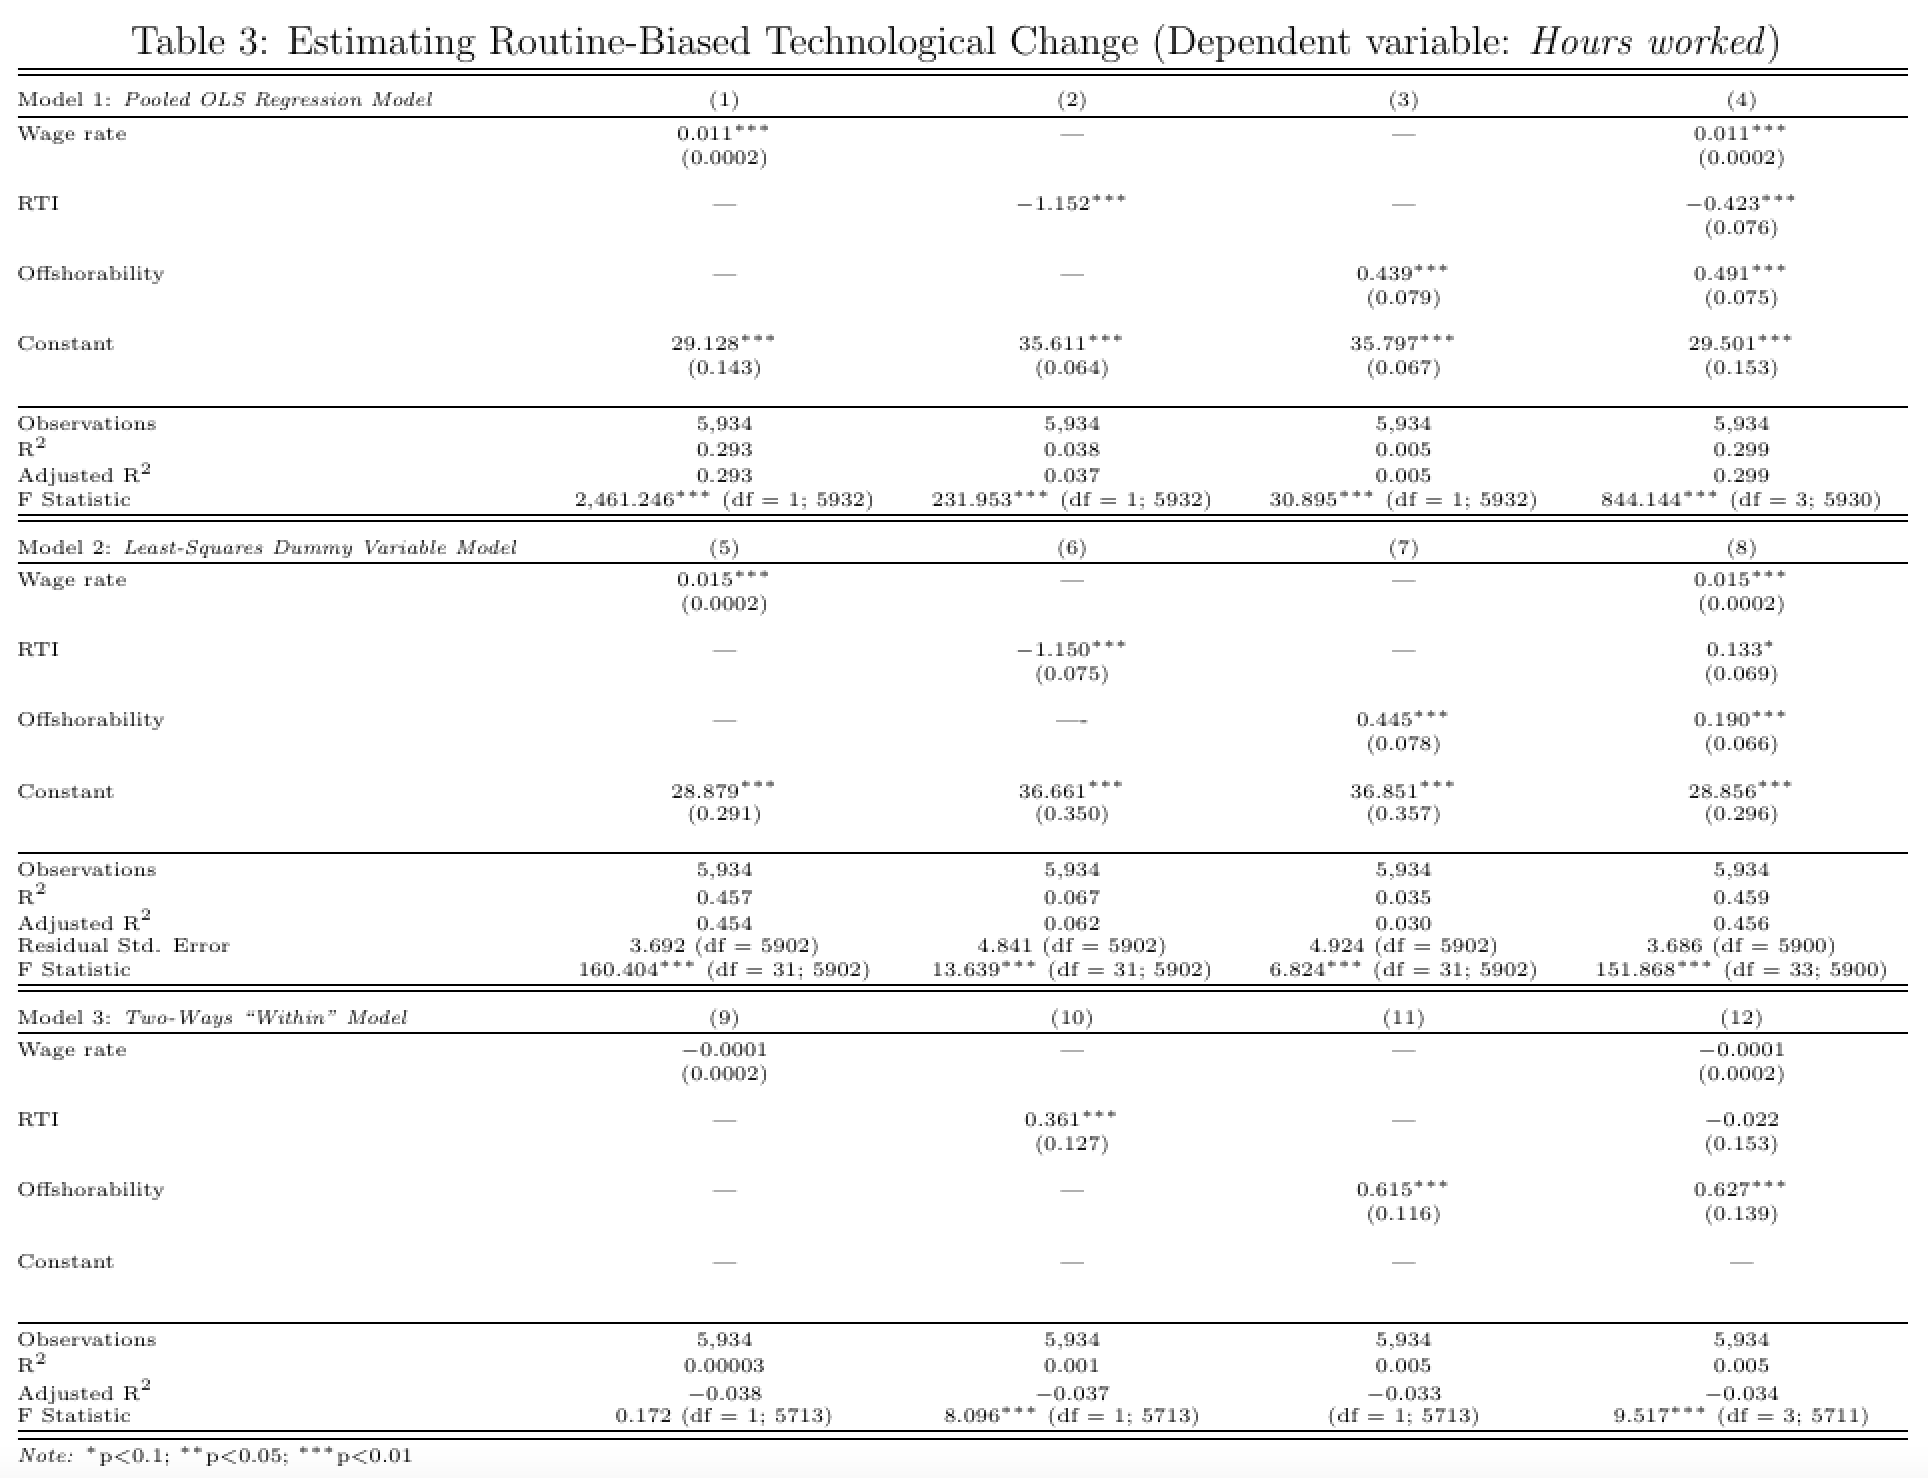 Table 3: Estimating Routine-Biased Technological Change (Dependent variable: Hours worked)
Model 1: Pooled OLS Regression Model (1) (2) (3) (4)
Wage rate 0.011*** — — 0.011***
(0.0002) (0.0002)
RTI — −1.152*** — −0.423***
(0.076)
Offshorability — — 0.439*** 0.491***
(0.079) (0.075)
Constant 29.128*** 35.611*** 35.797*** 29.501***
(0.143) (0.064) (0.067) (0.153)
Observations 5,934 5,934 5,934 5,934
R² 0.293 0.038 0.005 0.299
Adjusted R² 0.293 0.037 0.005 0.299
F Statistic 2,461.246*** (df = 1; 5932) 231.953*** (df = 1; 5932) 30.895*** (df = 1; 5932) 844.144*** (df = 3; 5930)
Model 2: Least-Squares Dummy Variable Model (5) (6) (7) (8)
Wage rate 0.015*** — — 0.015***
(0.0002) (0.0002)
RTI — −1.150*** — 0.133*
(0.075) (0.069)
Offshorability — —- 0.445*** 0.190***
(0.078) (0.066)
Constant 28.879*** 36.661*** 36.851*** 28.856***
(0.291) (0.350) (0.357) (0.296)
Observations 5,934 5,934 5,934 5,934
R² 0.457 0.067 0.035 0.459
Adjusted R² 0.454 0.062 0.030 0.456
Residual Std. Error 3.692 (df = 5902) 4.841 (df = 5902) 4.924 (df = 5902) 3.686 (df = 5900)
F Statistic 160.404*** (df = 31; 5902) 13.639*** (df = 31; 5902) 6.824*** (df = 31; 5902) 151.868*** (df = 33; 5900)
Model 3: Two-Ways “Within” Model (9) (10) (11) (12)
Wage rate −0.0001 — — −0.0001
(0.0002) (0.0002)
RTI — 0.361*** — −0.022
(0.127) (0.153)
Offshorability — — 0.615*** 0.627***
(0.116) (0.139)
Constant — — — —
Observations 5,934 5,934 5,934 5,934
R² 0.00003 0.001 0.005 0.005
Adjusted R² −0.038 −0.037 −0.033 −0.034
F Statistic 0.172 (df = 1; 5713) 8.096*** (df = 1; 5713) (df = 1; 5713) 9.517*** (df = 3; 5711)
Note: *p<0.1; **p<0.05; ***p<0.01